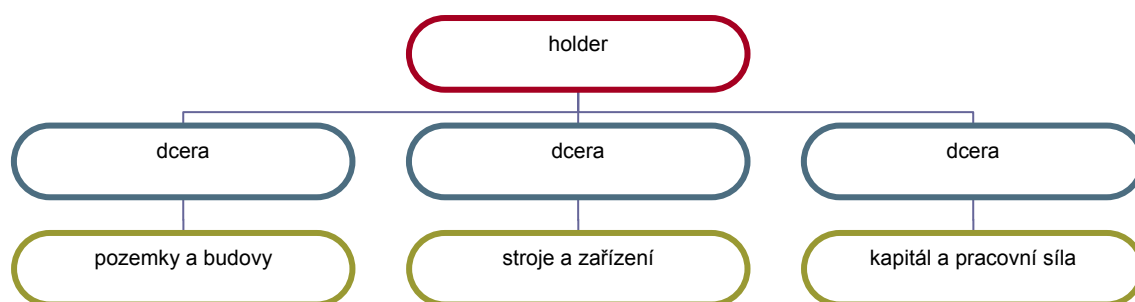 holder
dcera
dcera
dcera
pozemky a budovy
stroje a zařízení
kapitál a pracovní síla